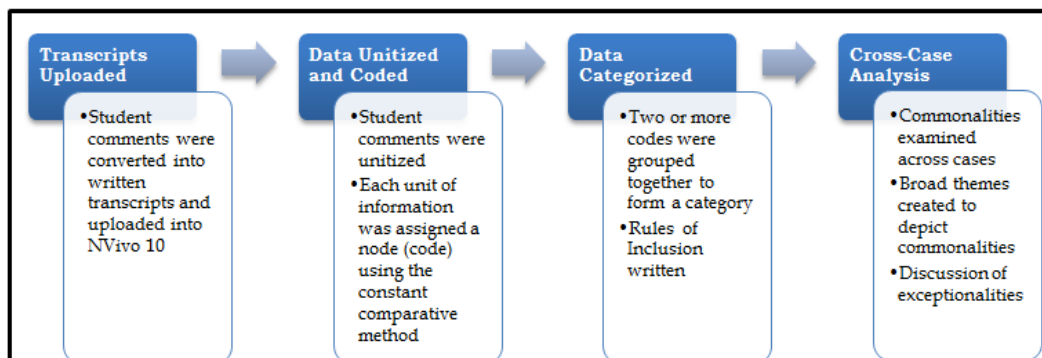 Transcripts
Uploaded
•Student
comments were
converted into
written
transcripts and
uploaded into
NVivo 10
Data Unitized
and Coded
•Student
comments were
unitized
•Each unit of
information
was assigned a
node (code)
using the
constant
comparative
method
Data
Categorized
•Two or more
codes were
grouped
together to
form a category
•Rules of
Inclusion written
Cross-Case
Analysis
•Commonalities
examined
across cases
•Broad themes
created to
depict
commonalities
•Discussion of
exceptionalities